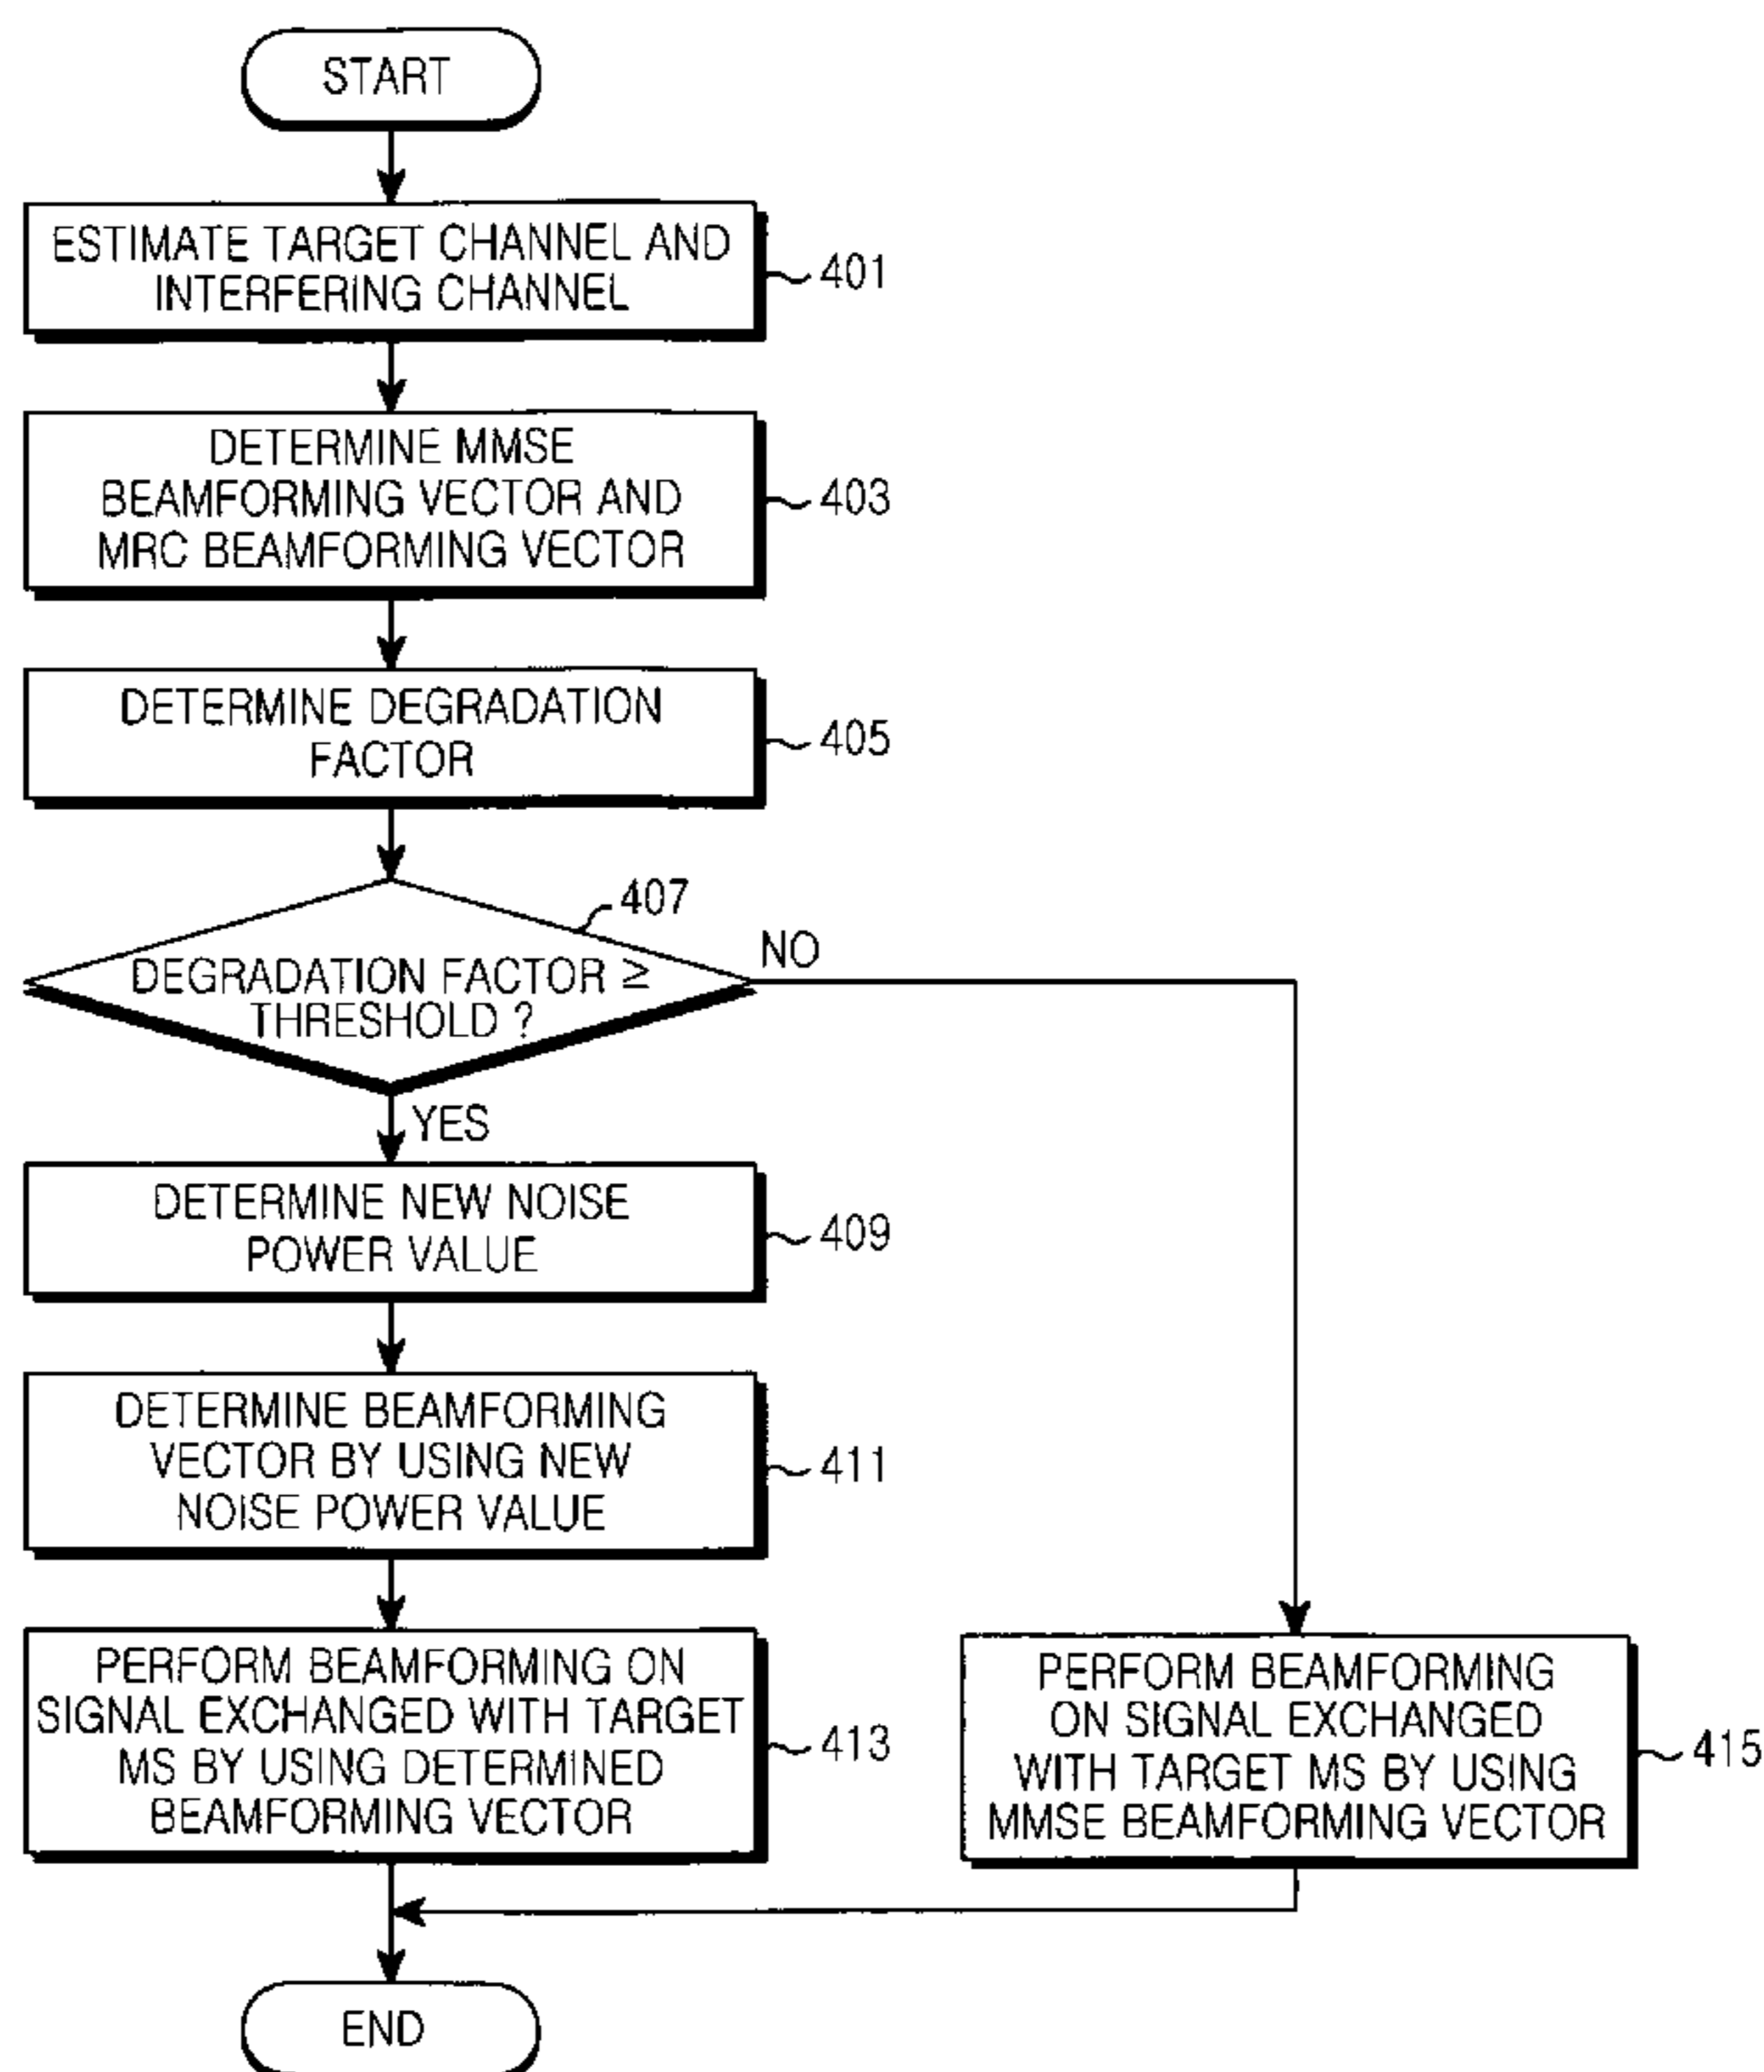 START
ESTIMATE TARGET CHANNEL AND
INTERFERING CHANNEL
401
DETERMINE MMSE
BEAMFORMING VECTOR AND
MRC BEAMFORMING VECTOR
403
DETERMINE DEGRADATION
FACTOR
405
407
DEGRADATION FACTOR ≥
THRESHOLD ?
NO
YES
DETERMINE NEW NOISE
POWER VALUE
409
DETERMINE BEAMFORMING
VECTOR BY USING NEW
NOISE POWER VALUE
411
PERFORM BEAMFORMING ON
SIGNAL EXCHANGED WITH TARGET
MS BY USING DETERMINED
BEAMFORMING VECTOR
413
PERFORM BEAMFORMING
ON SIGNAL EXCHANGED
WITH TARGET MS BY USING
MMSE BEAMFORMING VECTOR
415
END